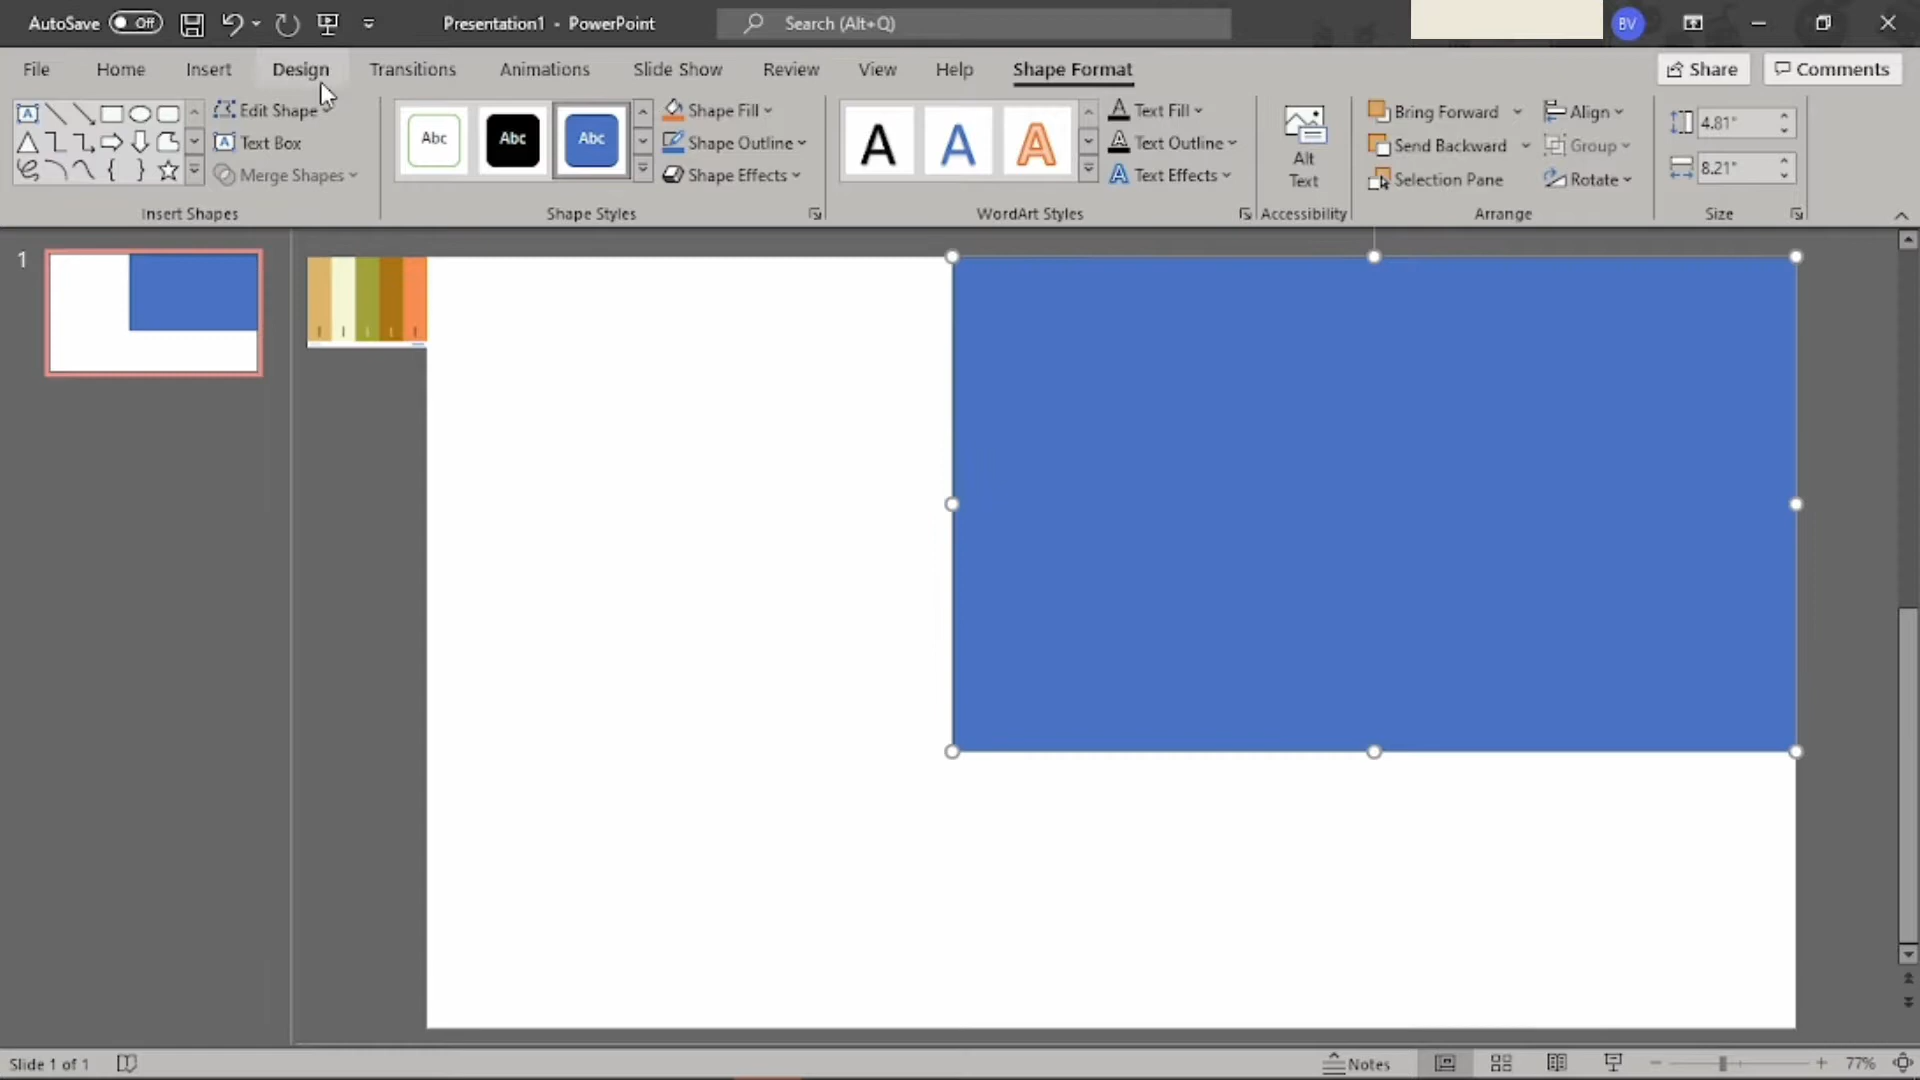 AutoSave Off Presentation1 - PowerPoint Search (Alt+Q) BV
File Home Insert Design Transitions Animations Slide Show Review View Help Shape Format Share Comments
Edit Shape
Text Box
Merge Shapes
Insert Shapes
Abc Abc Abc
Shape Fill
Shape Outline
Shape Effects
Shape Styles
A A A
Text Fill
Text Outline
Text Effects
WordArt Styles
Alt
Text
Accessibility
Bring Forward
Send Backward
Selection Pane
Align
Group
Rotate
Arrange
4.81"
8.21"
Size
1
Slide 1 of 1
Notes
77%